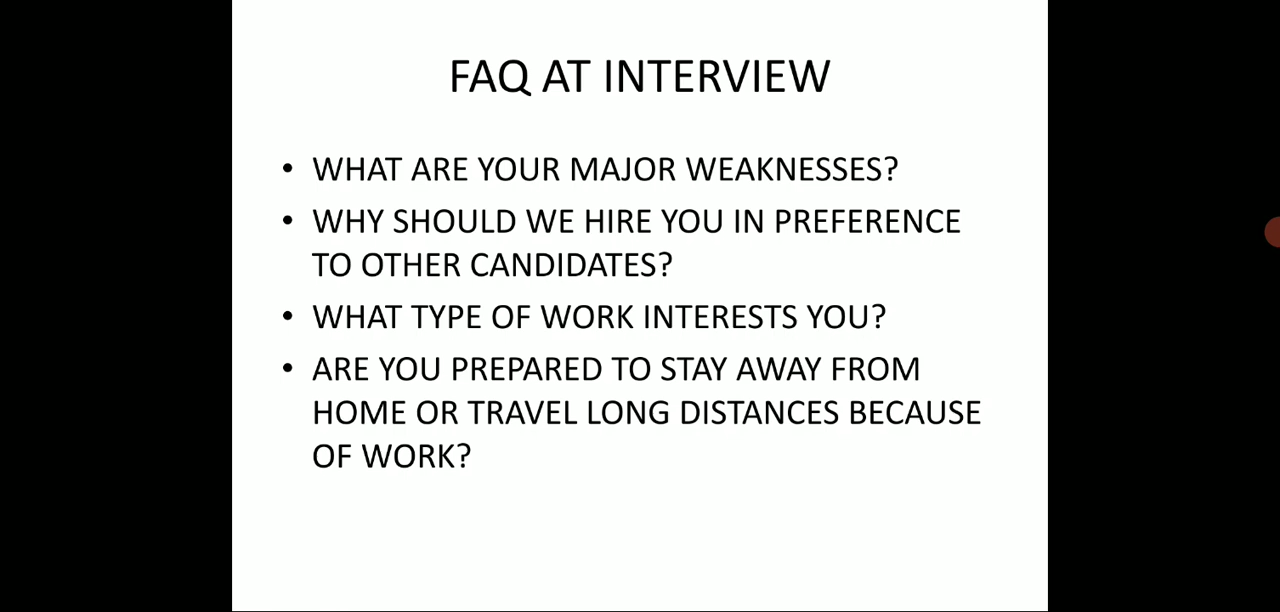 FAQ AT INTERVIEW
• WHAT ARE YOUR MAJOR WEAKNESSES?
• WHY SHOULD WE HIRE YOU IN PREFERENCE
TO OTHER CANDIDATES?
• WHAT TYPE OF WORK INTERESTS YOU?
• ARE YOU PREPARED TO STAY AWAY FROM
HOME OR TRAVEL LONG DISTANCES BECAUSE
OF WORK?